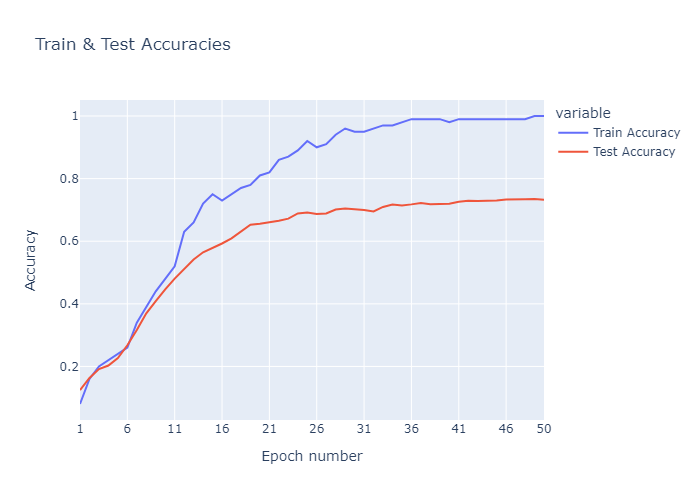 Train & Test Accuracies
variable
Train Accuracy
Test Accuracy
Accuracy
1
0.8
0.6
0.4
0.2
1 6 11 16 21 26 31 36 41 46 50
Epoch number